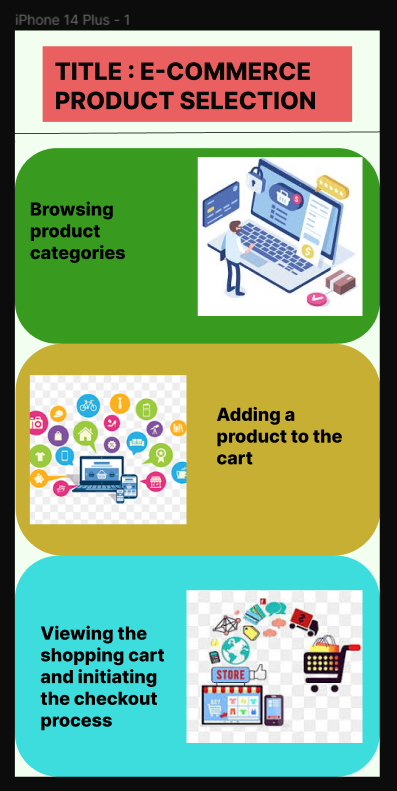 iPhone 14 Plus - 1
TITLE : E-COMMERCE
PRODUCT SELECTION
Browsing
product
categories
Adding a
product to the
cart
Viewing the
shopping cart
and initiating
the checkout
process
STORE
BUY